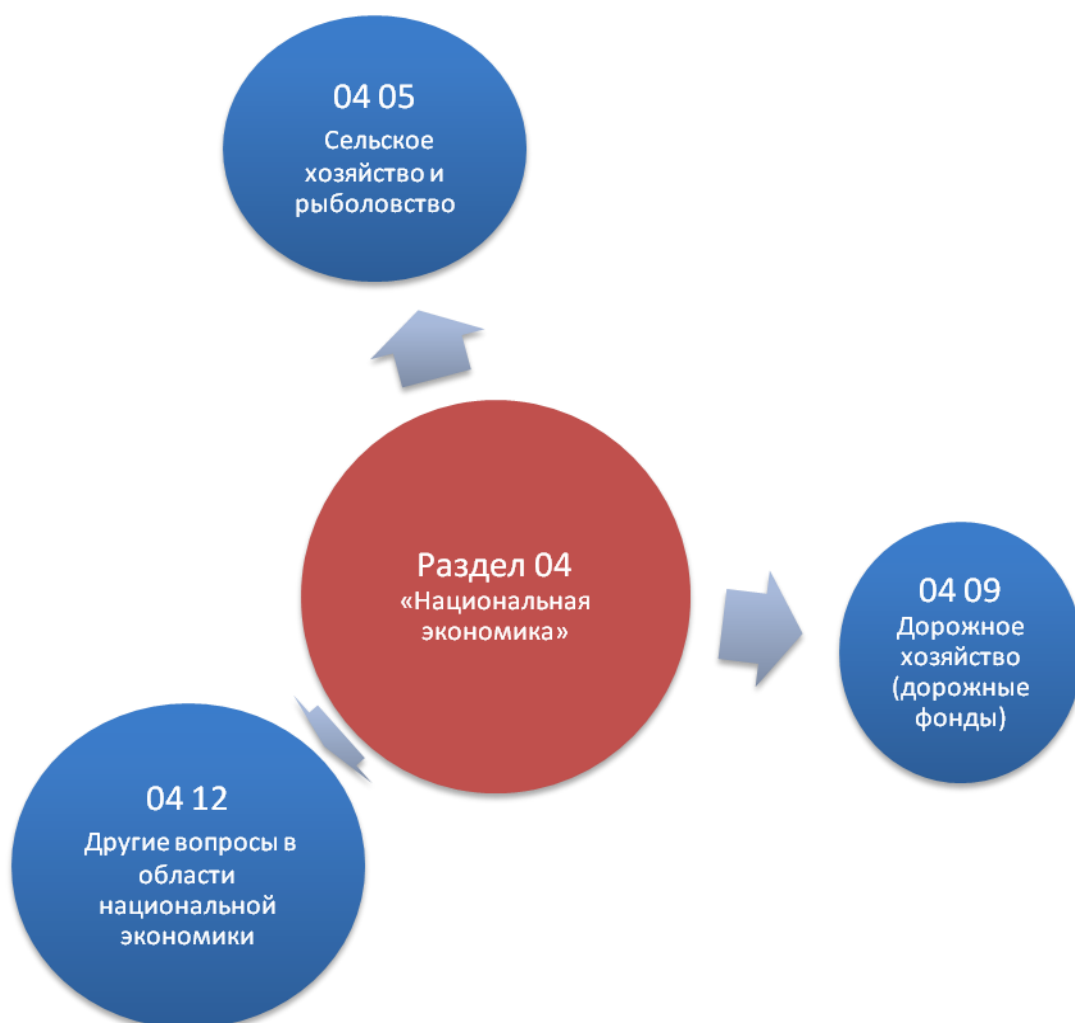 04 05
Сельское
хозяйство и
рыболовство
Раздел 04
«Национальная
экономика»
04 09
Дорожное
хозяйство
(дорожные
фонды)
04 12
Другие вопросы в
области
национальной
экономики